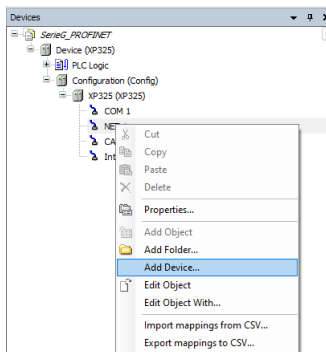 Devices
SerieG_PROFINET
Device (XP325)
PLC Logic
Configuration (Config)
XP325 (XP325)
COM 1
Cut
Copy
Paste
Delete
Properties...
Add Object
Add Folder...
Add Device...
Edit Object
Edit Object With...
Import mappings from CSV...
Export mappings to CSV...